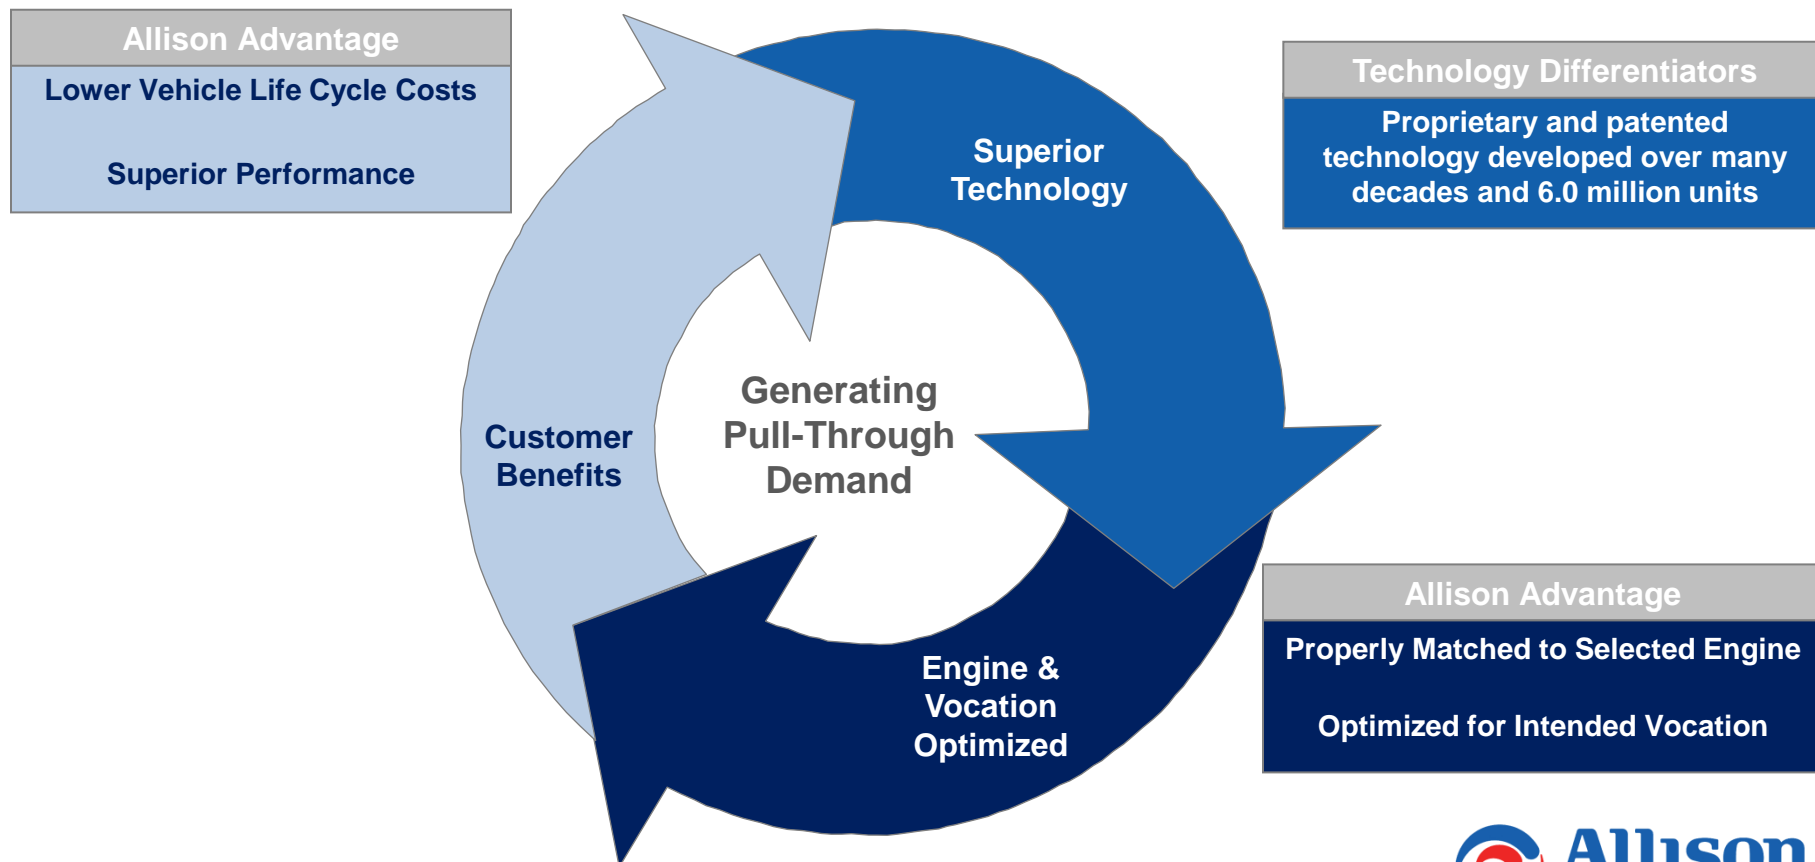 Allison Advantage
Lower Vehicle Life Cycle Costs
Superior Performance
Technology Differentiators
Proprietary and patented
technology developed over many
decades and 6.0 million units
Superior
Technology
Generating
Pull-Through
Demand
Customer
Benefits
Engine &
Vocation
Optimized
Allison Advantage
Properly Matched to Selected Engine
Optimized for Intended Vocation
Allison